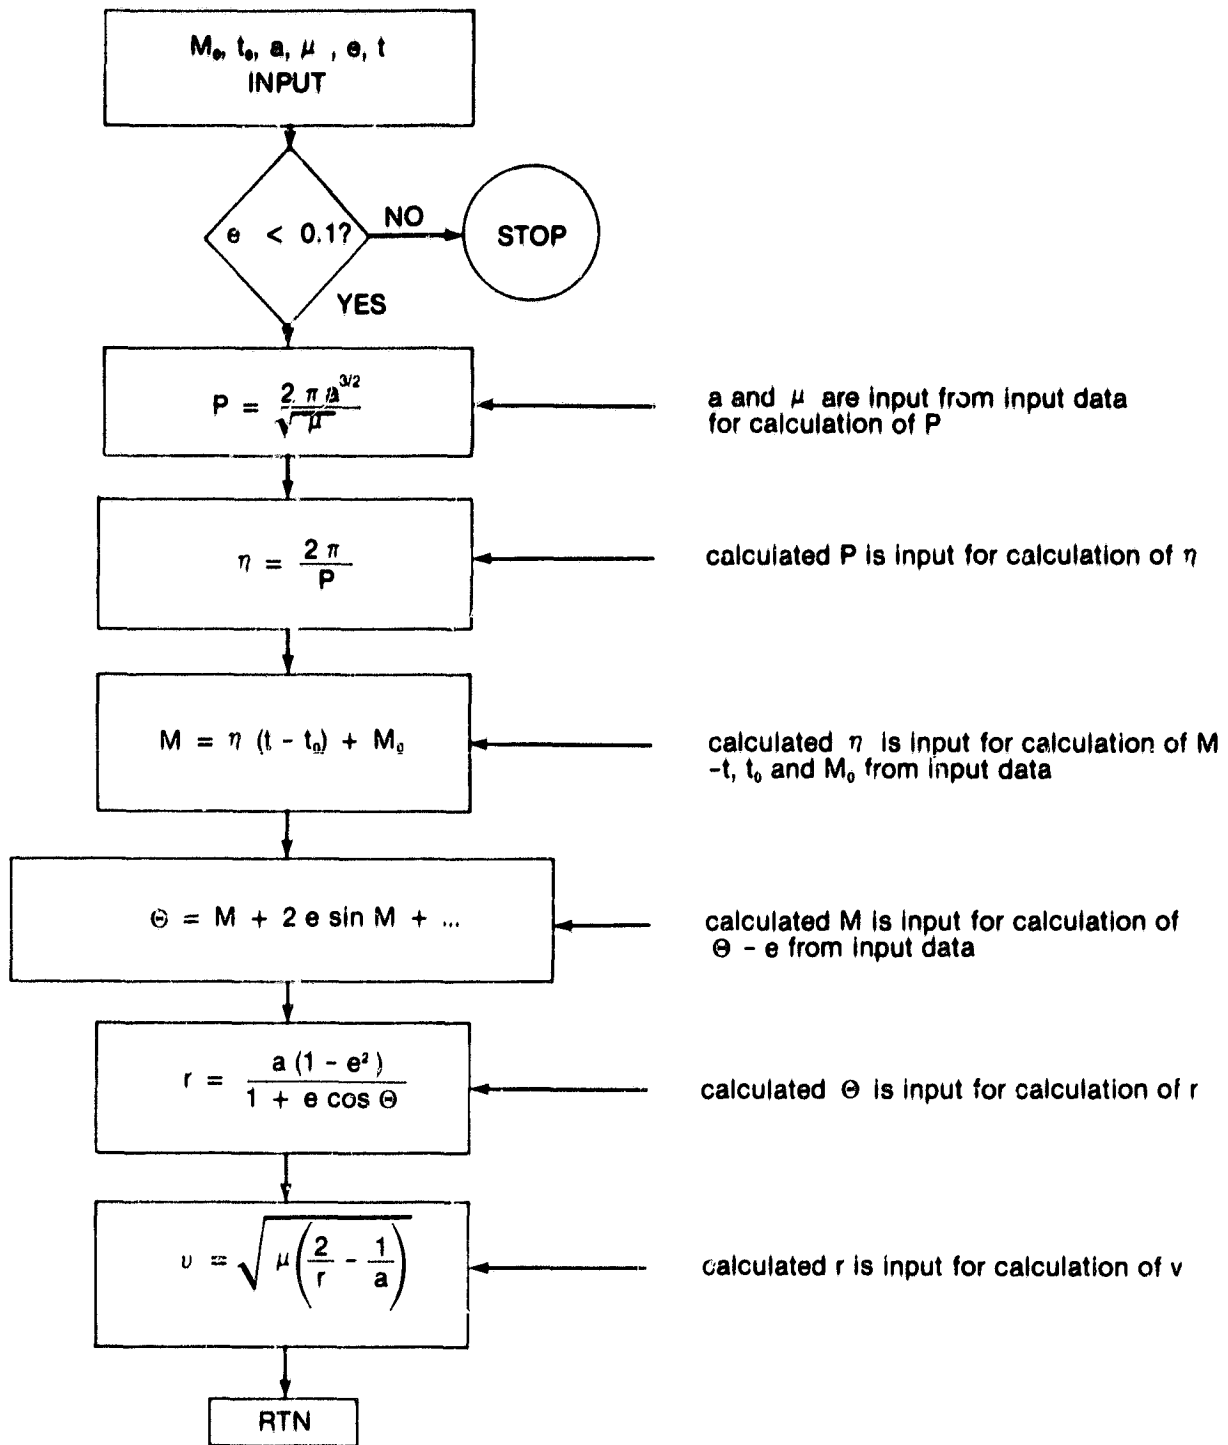 M₀, t₀, a, μ , e, t
INPUT
e < 0.1?
NO
STOP
YES
P = 2 π a^3/2 / √μ
a and μ are input from input data
for calculation of P
η = 2 π / P
calculated P is input for calculation of η
M = η (t - t₀) + M₀
calculated η is input for calculation of M
-t, t₀ and M₀ from input data
Θ = M + 2 e sin M + ...
calculated M is input for calculation of
Θ - e from input data
r = a (1 - e²) / 1 + e cos Θ
calculated Θ is input for calculation of r
υ = √ μ (2/r - 1/a)
calculated r is input for calculation of v
RTN